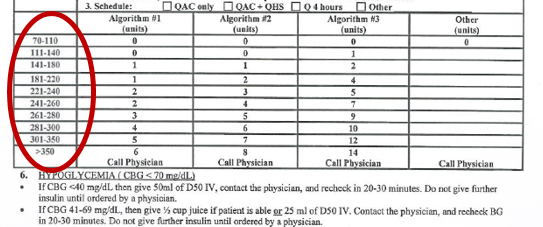 3. Schedule: QAC only QAC + QHS Q 4 hours Other
Algorithm #1 Algorithm #2 Algorithm #3 Other
(units) (units) (units) (units)
70-110 0 0 0 0
111-140 0 0 1
141-180 1 1 2
181-220 1 2 4
221-240 2 3 5
241-260 2 4 7
261-280 3 5 9
281-300 4 6 10
301-350 5 7 12
>350 6 8 14
Call Physician Call Physician Call Physician Call Physician
6. HYPOGLYCEMIA ( CBG < 70 mg/dL)
• If CBG <40 mg/dL then give 50ml of D50 IV, contact the physician, and recheck in 20-30 minutes. Do not give further
insulin until ordered by a physician.
• If CBG 41-69 mg/dL, then give ½ cup juice if patient is able or 25 ml of D50 IV. Contact the physician, and recheck BG
in 20-30 minutes. Do not give further insulin until ordered by a physician.